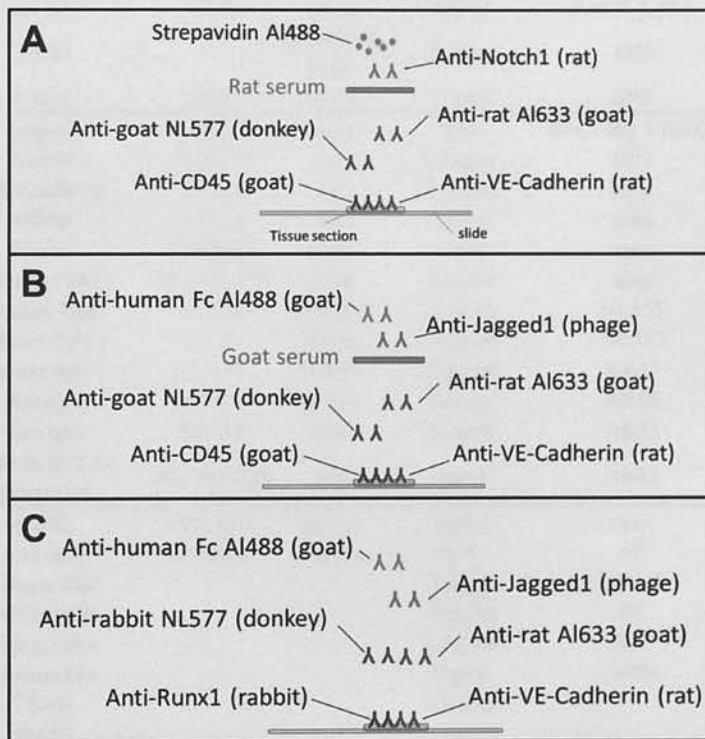 A
Strepavidin Al488
Anti-Notch1 (rat)
Rat serum
Anti-goat NL577 (donkey)
Anti-rat Al633 (goat)
Anti-CD45 (goat)
Anti-VE-Cadherin (rat)
Tissue section
slide
B
Anti-human Fc Al488 (goat)
Anti-Jagged1 (phage)
Goat serum
Anti-rat Al633 (goat)
Anti-goat NL577 (donkey)
Anti-CD45 (goat)
Anti-VE-Cadherin (rat)
C
Anti-human Fc Al488 (goat)
Anti-Jagged1 (phage)
Anti-rabbit NL577 (donkey)
Anti-rat Al633 (goat)
Anti-Runx1 (rabbit)
Anti-VE-Cadherin (rat)